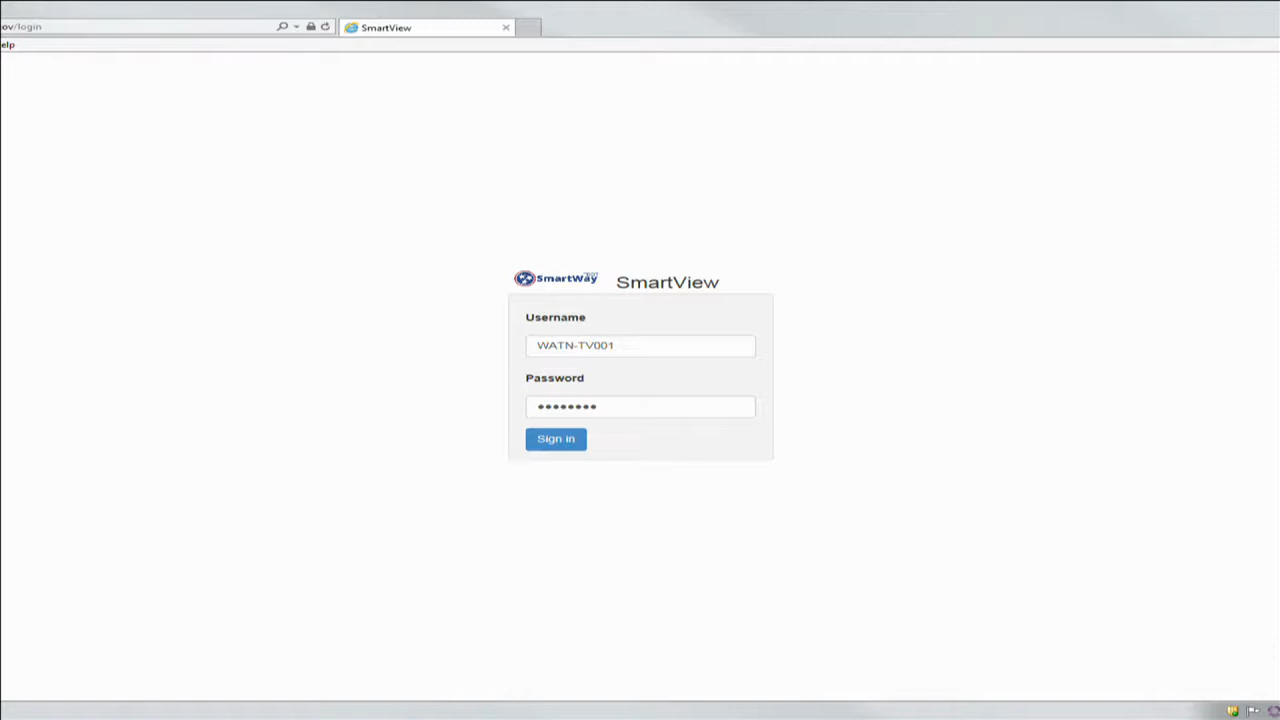 ov/login
SmartView
elp
SmartWay SmartView
Username
WATN-TV001
Password
Sign in